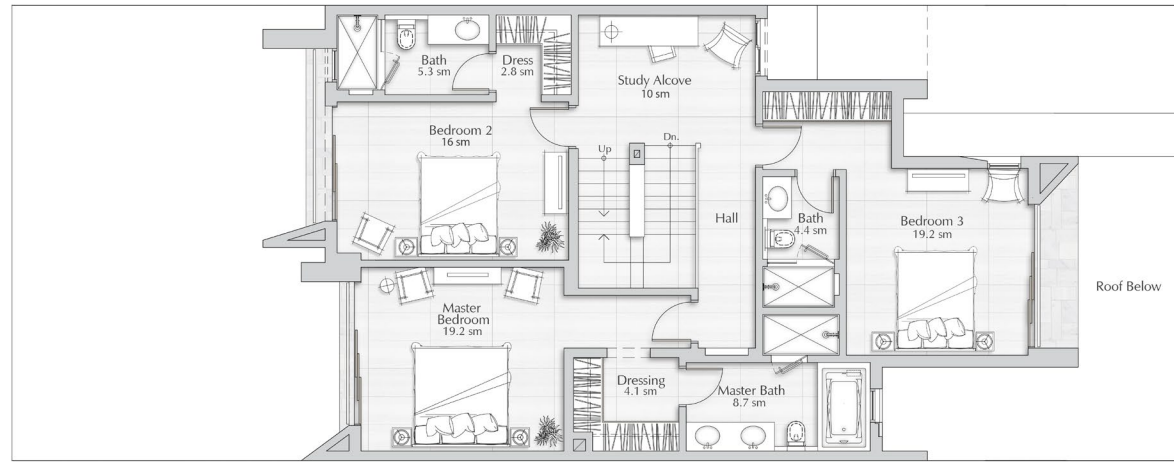 Bath
5.3 sm
Dress
2.8 sm
Study Alcove
10 sm
Bedroom 2
16 sm
Up
Dn.
Hall
Bath
4.4 sm
Bedroom 3
19.2 sm
Roof Below
Master
Bedroom
19.2 sm
Dressing
4.1 sm
Master Bath
8.7 sm